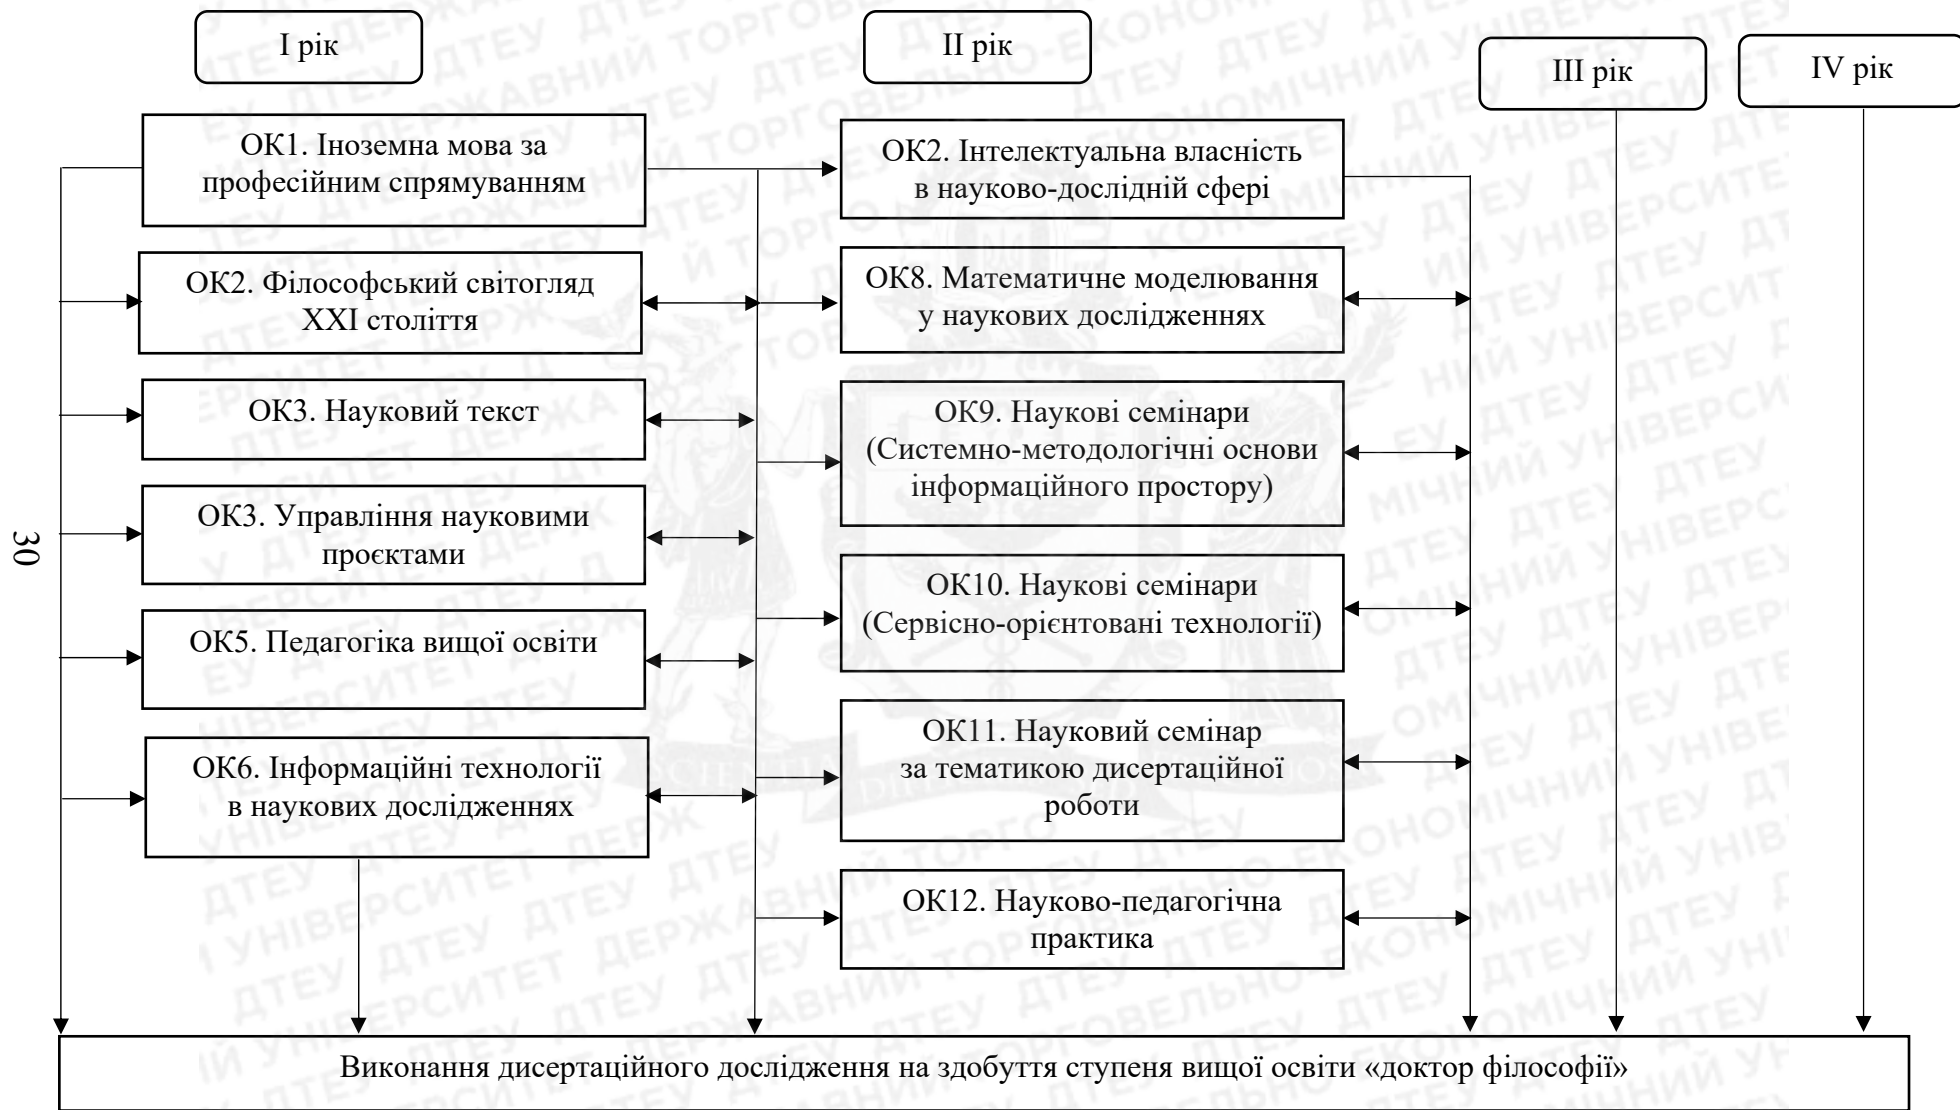 І рік
ІІ рік
ІІІ рік
ІV рік
ОК1. Іноземна мова за
професійним спрямуванням
ОК2. Філософський світогляд
ХХІ століття
ОК3. Науковий текст
ОК3. Управління науковими
проєктами
ОК5. Педагогіка вищої освіти
ОК6. Інформаційні технології
в наукових дослідженнях
ОК2. Інтелектуальна власність
в науково-дослідній сфері
ОК8. Математичне моделювання
у наукових дослідженнях
ОК9. Наукові семінари
(Системно-методологічні основи
інформаційного простору)
ОК10. Наукові семінари
(Сервісно-орієнтовані технології)
ОК11. Науковий семінар
за тематикою дисертаційної
роботи
ОК12. Науково-педагогічна
практика
Виконання дисертаційного дослідження на здобуття ступеня вищої освіти «доктор філософії»
30